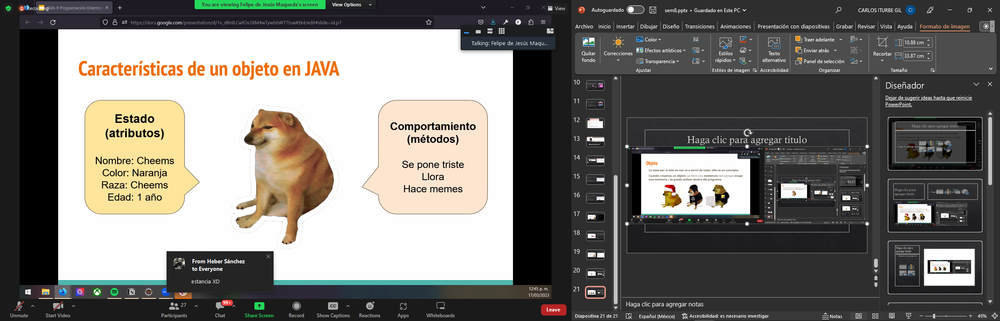 Recording
JAVA-9 Programación Orientada
You are viewing Felipe de Jesús Maqueda's screen
View Options
View
https://docs.google.com/presentation/d/1v_dRnlLCwfOv3XM4wTywbhWTTtuwKtk4/edit#slide=id.p7
Talking: Felipe de Jesús Maqu...
Características de un objeto en JAVA
Estado
(atributos)
Nombre: Cheems
Color: Naranja
Raza: Cheems
Edad: 1 año
Comportamiento
(métodos)
Se pone triste
Llora
Hace memes
From Heber Sánchez
to Everyone
estancia XD
12:45 p. m.
17/03/2023
Unmute
Start Video
Participants
27
Chat
99+
Share Screen
Record
CC
Show Captions
Reactions
Apps
Whiteboards
Leave
Autoguardado
sem8.pptx • Guardado en Este PC
CARLOS ITURBE GIL
CI
Archivo
Inicio
Insertar
Dibujar
Diseño
Transiciones
Animaciones
Presentación con diapositivas
Grabar
Revisar
Vista
Ayuda
Formato de imagen
Quitar
fondo
Correcciones
Color
Efectos artísticos
Transparencia
Ajustar
Estilos
rápidos
Estilos de imagen
Texto
alternativo
Accesibilidad
Traer adelante
Enviar atrás
Panel de selección
Organizar
Recortar
10.88 cm
33.87 cm
Tamaño
10
11
12
13
14
15
16
17
18
19
20
21
Haga clic para agregar título
Objeto
La clase por sí sola no nos va a servir de nada, sólo es un concepto.
Cuando creamos un objeto, ya tiene una existencia real porque ocupa
una memoria y se puede utilizar dentro del programa.
Diseñador
Dejar de sugerir ideas hasta que reinicie
PowerPoint.
Haga clic para agregar título
Haga clic para
agregar título
Haga clic para
agregar título
Haga clic para agregar notas
Diapositiva 21 de 21
Español (México)
Accesibilidad: es necesario investigar
Notas
45%